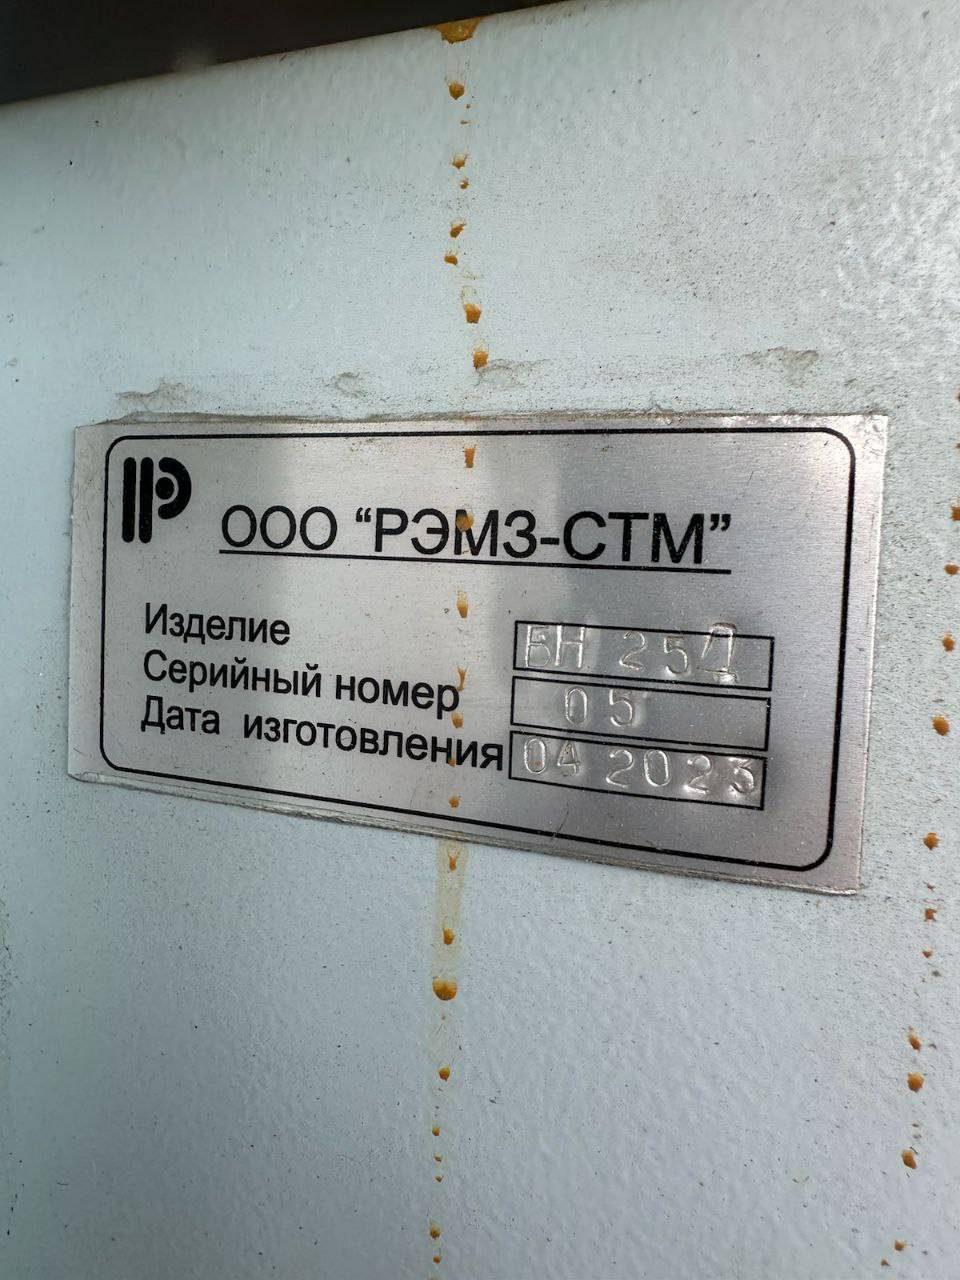 ООО “РЭМЗ-СТМ”
Изделие БН 25Д
Серийный номер 05
Дата изготовления 04 2023